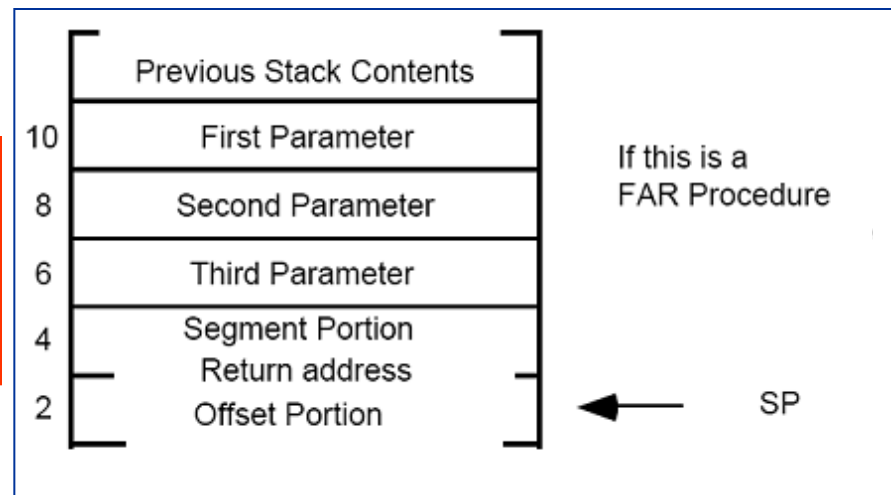 Previous Stack Contents
10 First Parameter
If this is a
FAR Procedure
8 Second Parameter
6 Third Parameter
4 Segment Portion
Return address
2 Offset Portion
SP